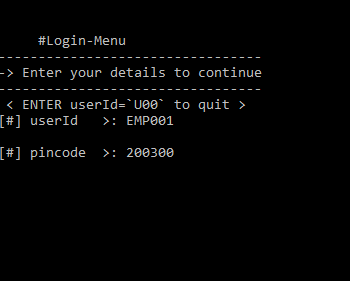 #Login-Menu
---------------------------------
-> Enter your details to continue
---------------------------------
< ENTER userId=`U00` to quit >
[#] userId >: EMP001
[#] pincode >: 200300